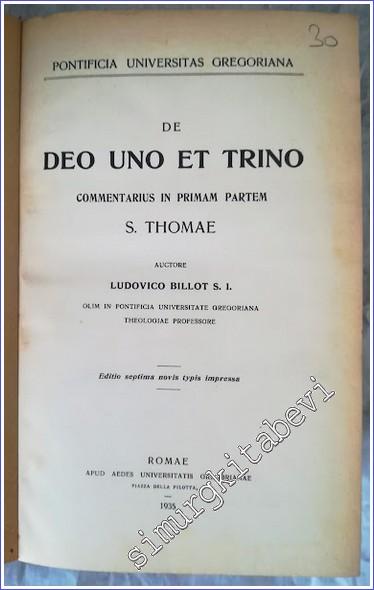 30
PONTIFICIA UNIVERSITAS GREGORIANA
DE
DEO UNO ET TRINO
COMMENTARIUS IN PRIMAM PARTEM
S. THOMAE
AUCTORE
LUDOVICO BILLOT S. I.
OLIM IN PONTIFICIA UNIVERSITATE GREGORIANA
THEOLOGIAE PROFESSORE
Editio septima novis typis impressa
ROMAE
APUD AEDES UNIVERSITATIS GREGORIANAE
PIAZZA DELLA PILOTTA,
1935
simurgkitabevi